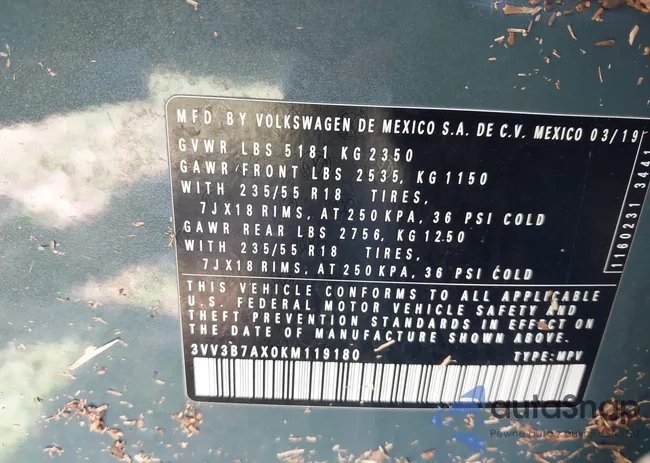 MFD BY VOLKSWAGEN DE MEXICO S.A. DE C.V. MEXICO 03/19
GVWR LBS 5181 KG 2350
GAWR FRONT LBS 2535, KG 1150
WITH 235/55 R18 TIRES,
7JX18 RIMS, AT 250 KPA, 36 PSI COLD
GAWR REAR LBS 2756, KG 1250
WITH 235/55 R18 TIRES,
7JX18 RIMS, AT 250 KPA, 36 PSI COLD
THIS VEHICLE CONFORMS TO ALL APPLICABLE
U.S. FEDERAL MOTOR VEHICLE SAFETY AND
THEFT PREVENTION STANDARDS IN EFFECT ON
THE DATE OF MANUFACTURE SHOWN ABOVE.
3VV3B7AX0KM119180 TYPE: MPV
1160231 3441
autaSnap
Pewne auta z